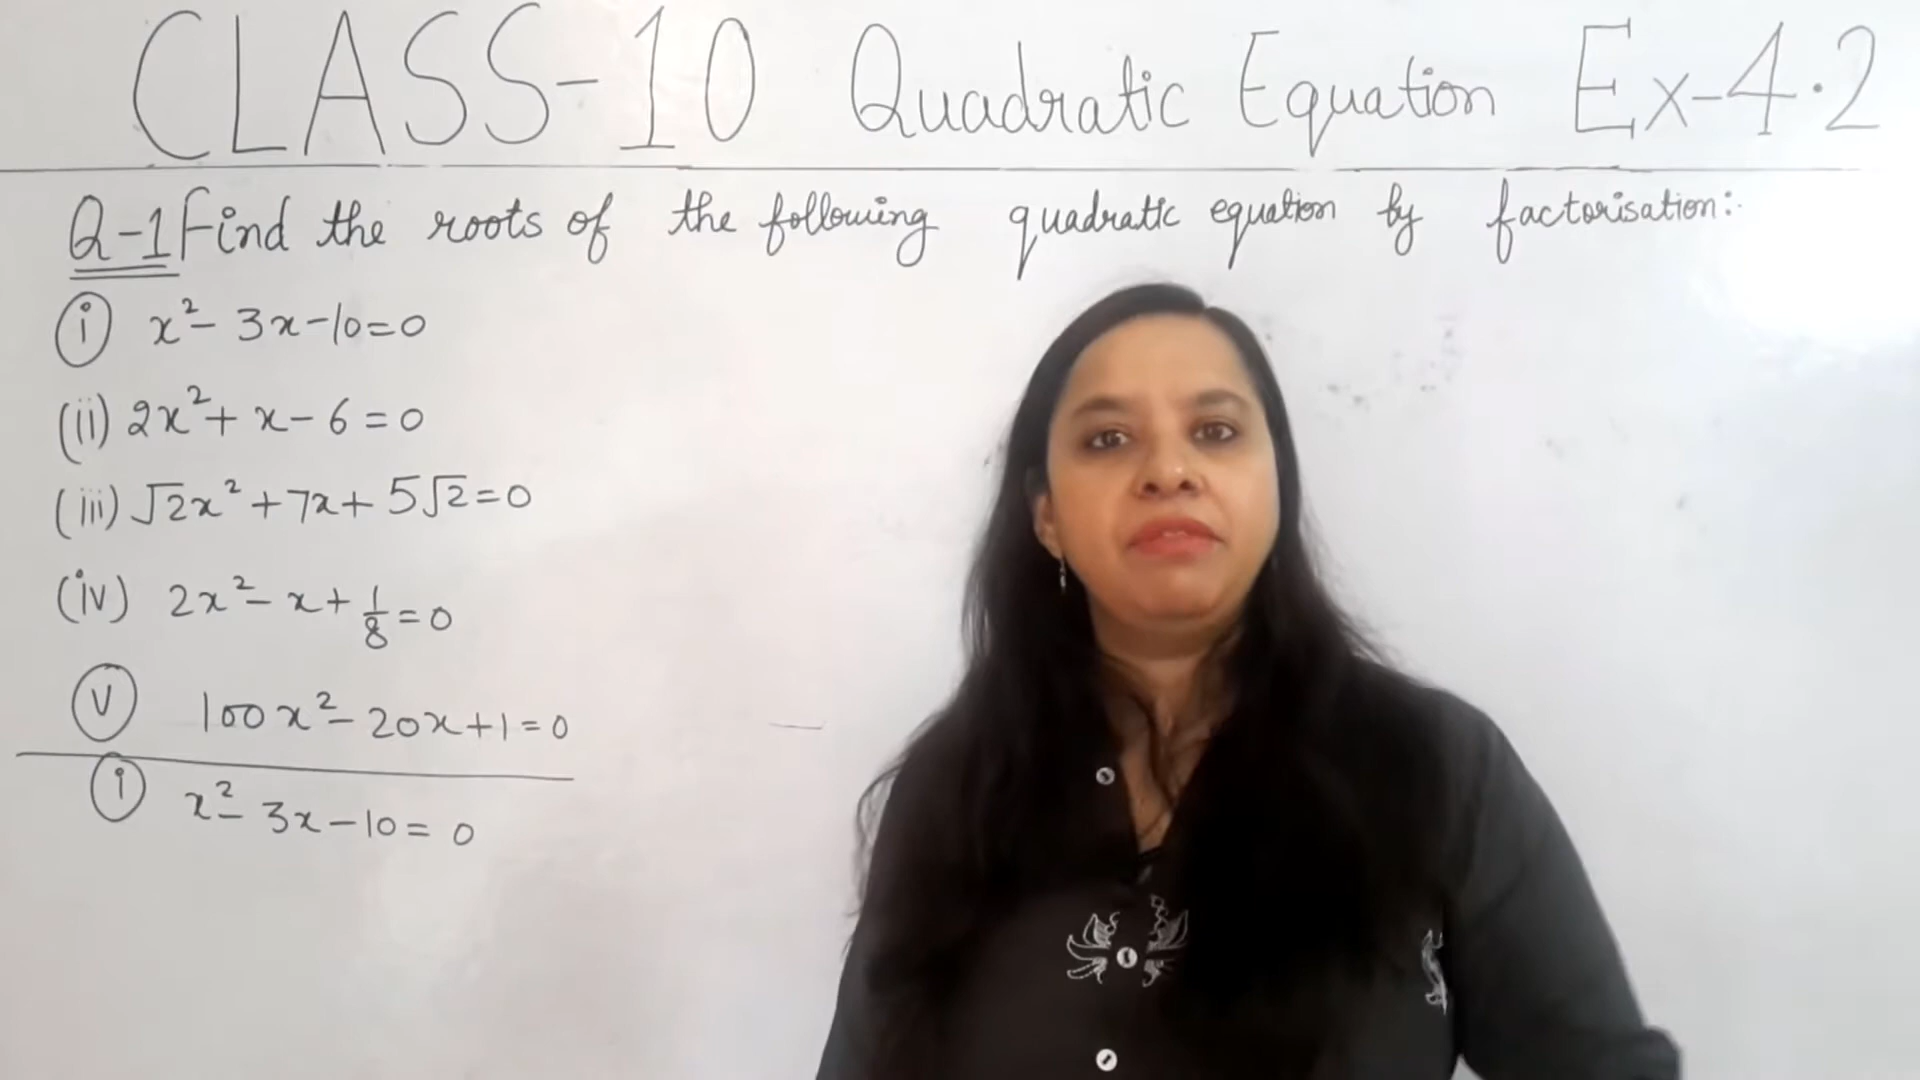 CLASS-10 Quadratic Equation Ex-4.2
Q-1 Find the roots of the following quadratic equation by factorisation:-
(i) x²- 3x-10=0
(ii) 2x²+ x- 6 = 0
(iii) √2x² + 7x + 5√2 = 0
(iv) 2x²- x + 1/8 = 0
(v) 100x²- 20x+1 = 0
(i) x²- 3x-10 = 0